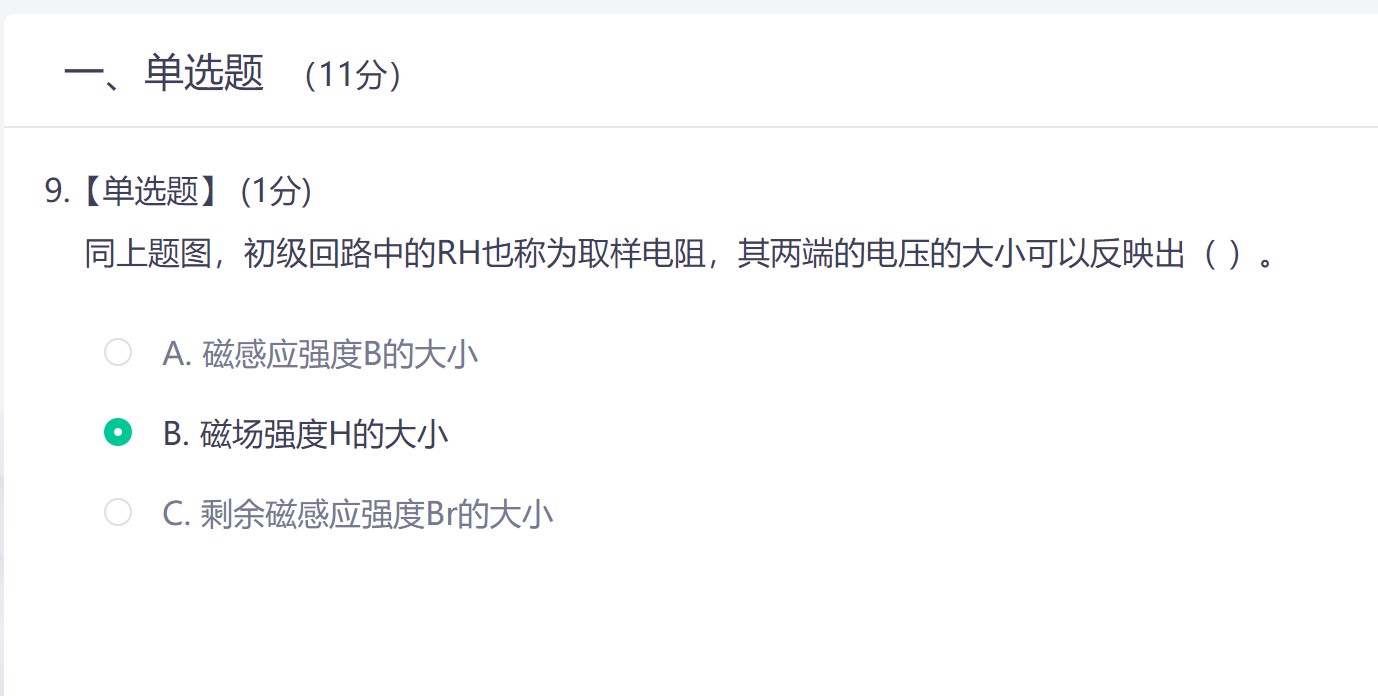 一、单选题 （11分）
9.【单选题】 (1分)
同上题图，初级回路中的RH也称为取样电阻，其两端的电压的大小可以反映出（ ）。
A. 磁感应强度B的大小
B. 磁场强度H的大小
C. 剩余磁感应强度Br的大小